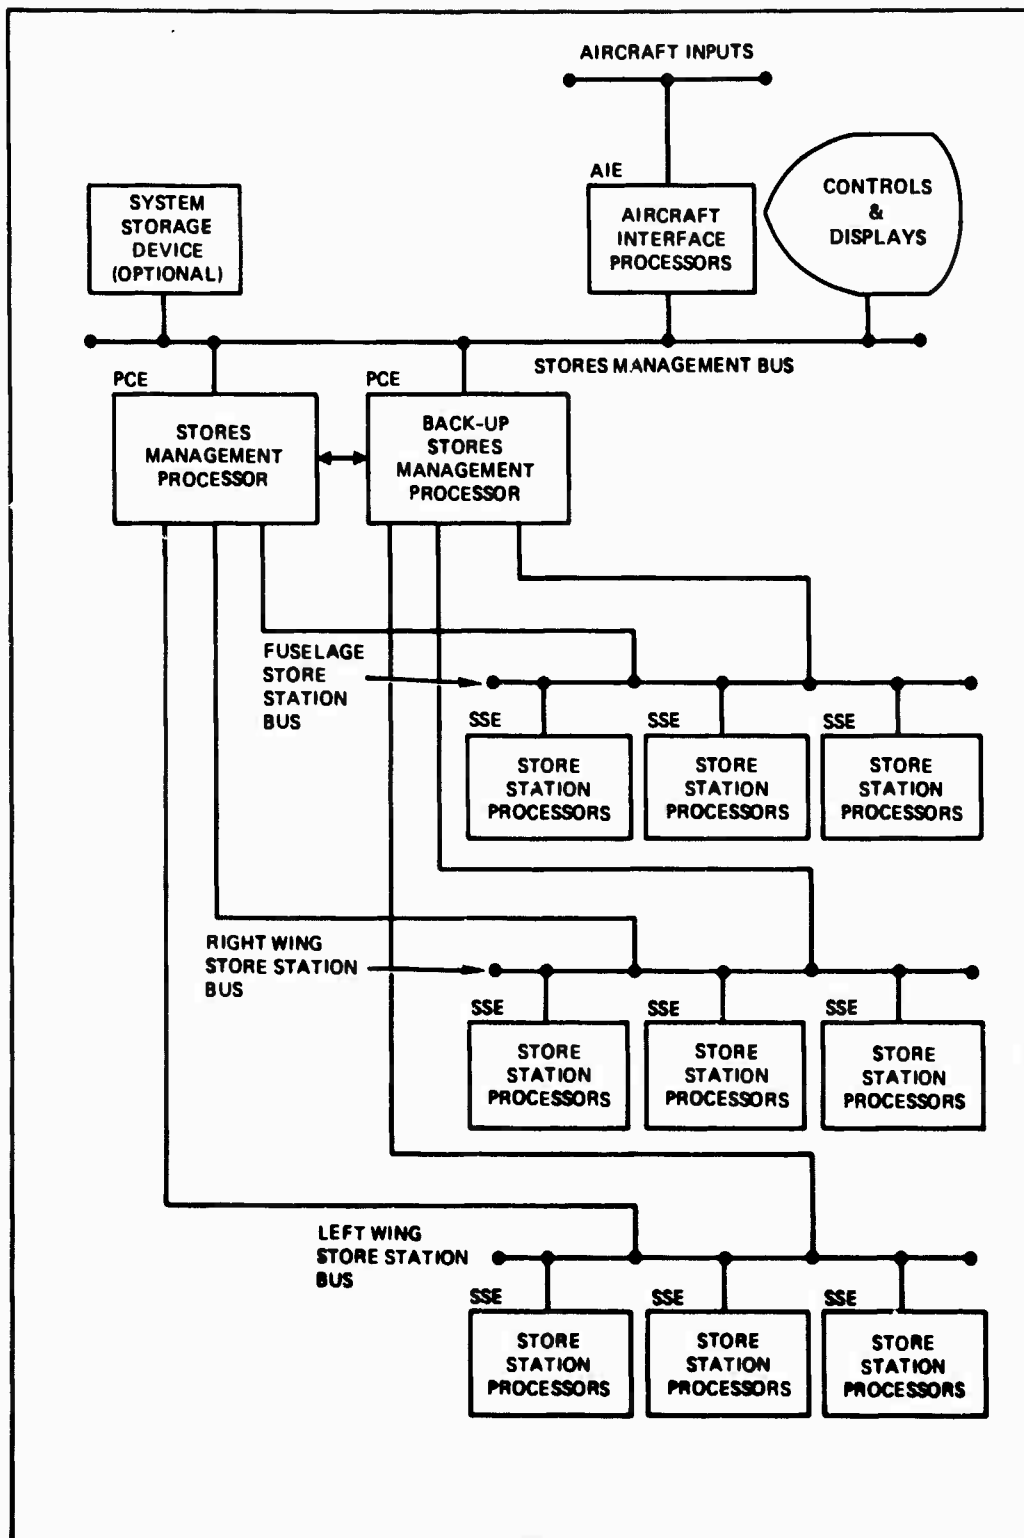 AIRCRAFT INPUTS
AIE
SYSTEM
STORAGE
DEVICE
(OPTIONAL)
AIRCRAFT
INTERFACE
PROCESSORS
CONTROLS
&
DISPLAYS
STORES MANAGEMENT BUS
PCE
STORES
MANAGEMENT
PROCESSOR
PCE
BACK-UP
STORES
MANAGEMENT
PROCESSOR
FUSELAGE
STORE
STATION
BUS
SSE
STORE
STATION
PROCESSORS
SSE
STORE
STATION
PROCESSORS
SSE
STORE
STATION
PROCESSORS
RIGHT WING
STORE STATION
BUS
SSE
STORE
STATION
PROCESSORS
SSE
STORE
STATION
PROCESSORS
SSE
STORE
STATION
PROCESSORS
LEFT WING
STORE STATION
BUS
SSE
STORE
STATION
PROCESSORS
SSE
STORE
STATION
PROCESSORS
SSE
STORE
STATION
PROCESSORS